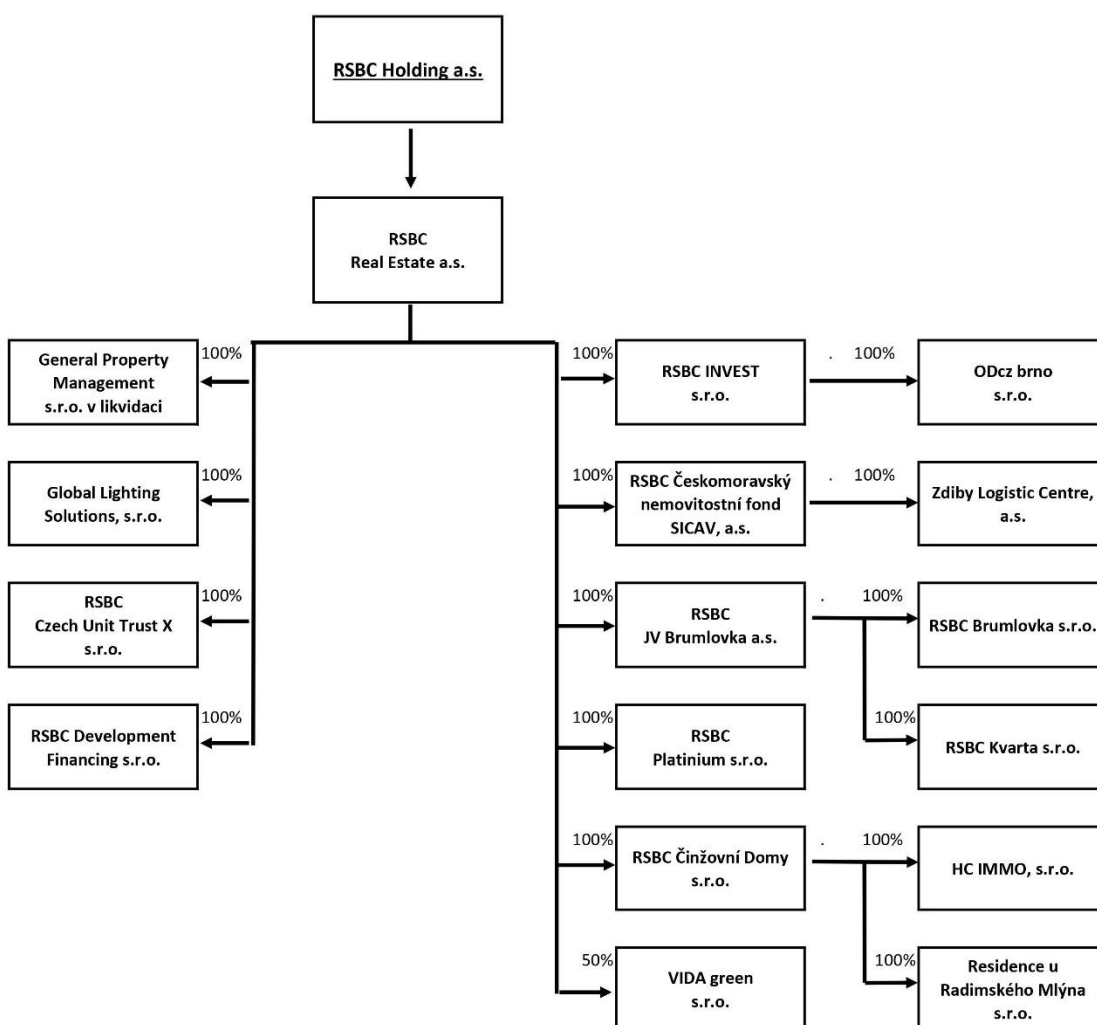 RSBC Holding a.s.
RSBC
Real Estate a.s.
100%
General Property
Management
s.r.o. v likvidaci
100%
RSBC INVEST
s.r.o.
. 100%
ODcz brno
s.r.o.
100%
Global Lighting
Solutions, s.r.o.
100%
RSBC Českomoravský
nemovitostní fond
SICAV, a.s.
. 100%
Zdiby Logistic Centre,
a.s.
100%
RSBC
Czech Unit Trust X
s.r.o.
100%
RSBC
JV Brumlovka a.s.
. 100%
RSBC Brumlovka s.r.o.
100%
RSBC Development
Financing s.r.o.
100%
RSBC
Platinium s.r.o.
100%
RSBC Kvarta s.r.o.
100%
RSBC Činžovní Domy
s.r.o.
. 100%
HC IMMO, s.r.o.
50%
VIDA green
s.r.o.
100%
Residence u
Radimského Mlýna
s.r.o.